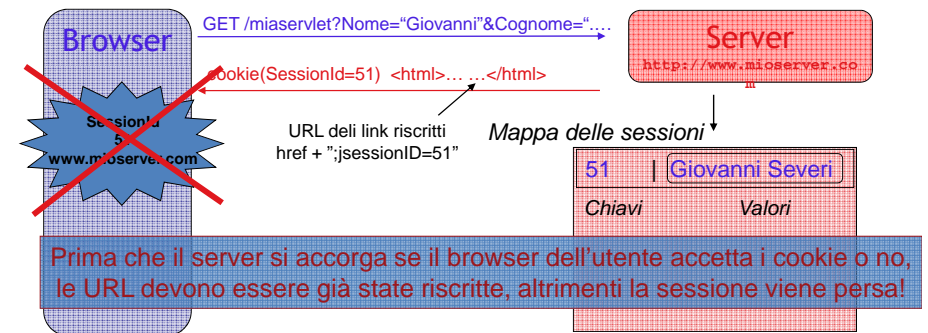 Browser
GET /miaservlet?Nome=“Giovanni”&Cognome=“….
Server
http://www.mioserver.co
m
cookie(SessionId=51) <html>… …</html>
SessionId
51
www.mioserver.com
URL deli link riscritti
href + ";jsessionID=51”
Mappa delle sessioni
51 | Giovanni Severi
Chiavi Valori
Prima che il server si accorga se il browser dell’utente accetta i cookie o no,
le URL devono essere già state riscritte, altrimenti la sessione viene persa!